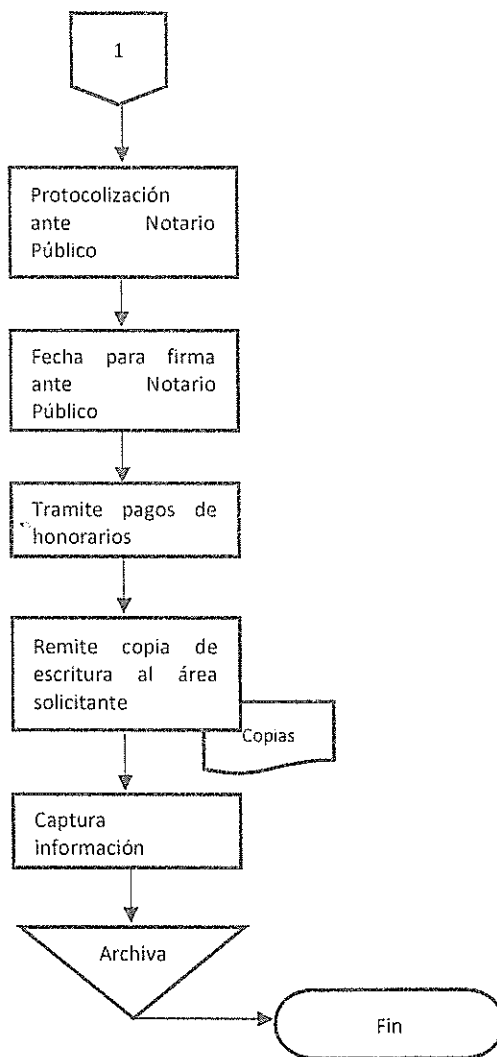 1
Protocolización
ante Notario
Público
Fecha para firma
ante Notario
Público
Tramite pagos de
honorarios
Remite copia de
escritura al área
solicitante
Copias
Captura
información
Archiva
Fin